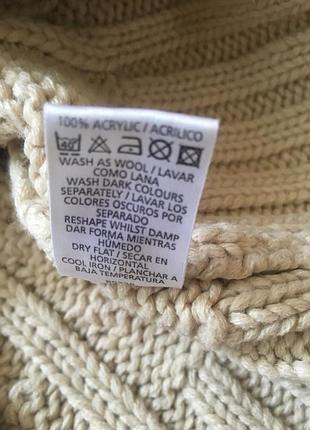 100% ACRYLIC / ACRILICO
40°
WASH AS WOOL / LAVAR
COMO LANA
WASH DARK COLOURS
SEPARATELY / LAVAR LOS
COLORES OSCUROS POR
SEPARADO
RESHAPE WHILST DAMP
DAR FORMA MIENTRAS
HÚMEDO
DRY FLAT / SECAR EN
HORIZONTAL
COOL IRON / PLANCHAR A
BAJA TEMPERATURA